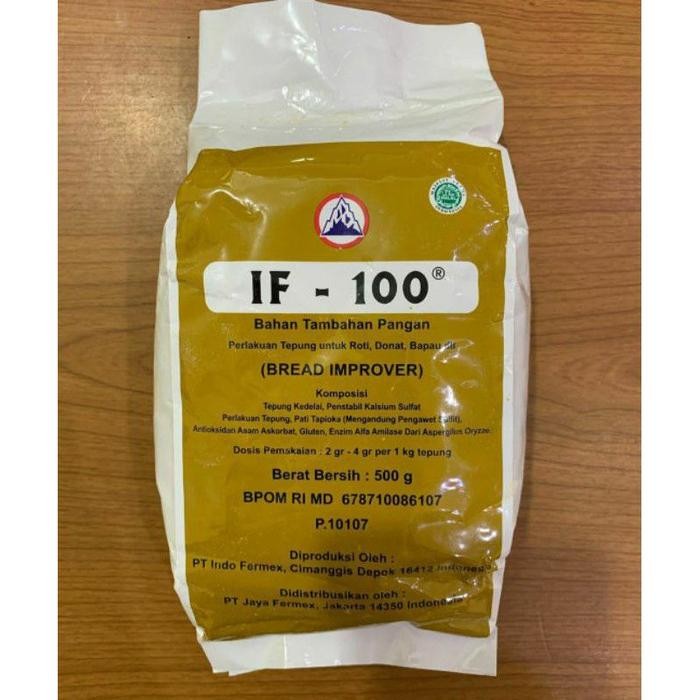 IF - 100®
Bahan Tambahan Pangan
Perlakuan Tepung untuk Roti, Donat, Bapau dll
(BREAD IMPROVER)
Komposisi
Tepung Kedelai, Penstabil Kalsium Sulfat
Perlakuan Tepung, Pati Tapioka (Mengandung Pengawet Sulfit),
Antioksidan Asam Askorbat, Gluten, Enzim Alfa Amilase Dari Aspergilus Oryzae.
Dosis Pemakaian : 2 gr - 4 gr per 1 kg tepung
Berat Bersih : 500 g
BPOM RI MD 678710086107
P.10107
Diproduksi Oleh :
PT Indo Fermex, Cimanggis Depok 16412 Indonesia
Didistribusikan oleh :
PT Jaya Fermex, Jakarta 14350 Indonesia